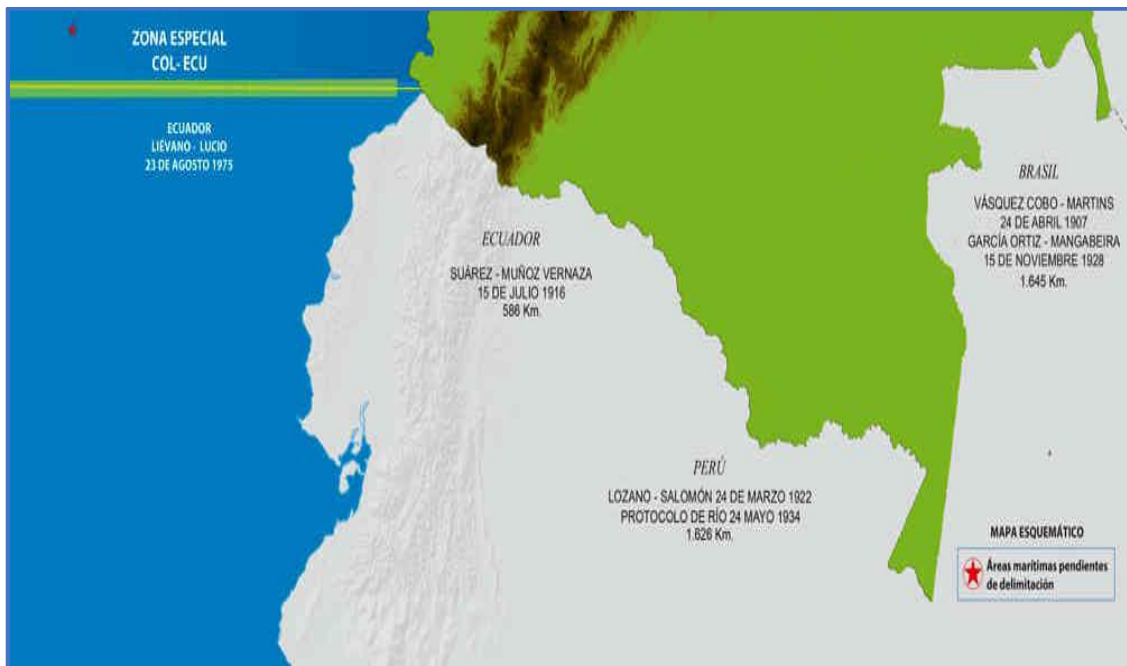 ZONA ESPECIAL
COL- ECU
ECUADOR
LIÉVANO - LUCIO
23 DE AGOSTO 1975
ECUADOR
SUÁREZ - MUÑOZ VERNAZA
15 DE JULIO 1916
586 Km.
BRASIL
VÁSQUEZ COBO - MARTINS
24 DE ABRIL 1907
GARCÍA ORTIZ - MANGABEIRA
15 DE NOVIEMBRE 1928
1.645 Km.
PERÚ
LOZANO - SALOMÓN 24 DE MARZO 1922
PROTOCOLO DE RÍO 24 MAYO 1934
1.626 Km.
MAPA ESQUEMÁTICO
Áreas marítimas pendientes
de delimitación